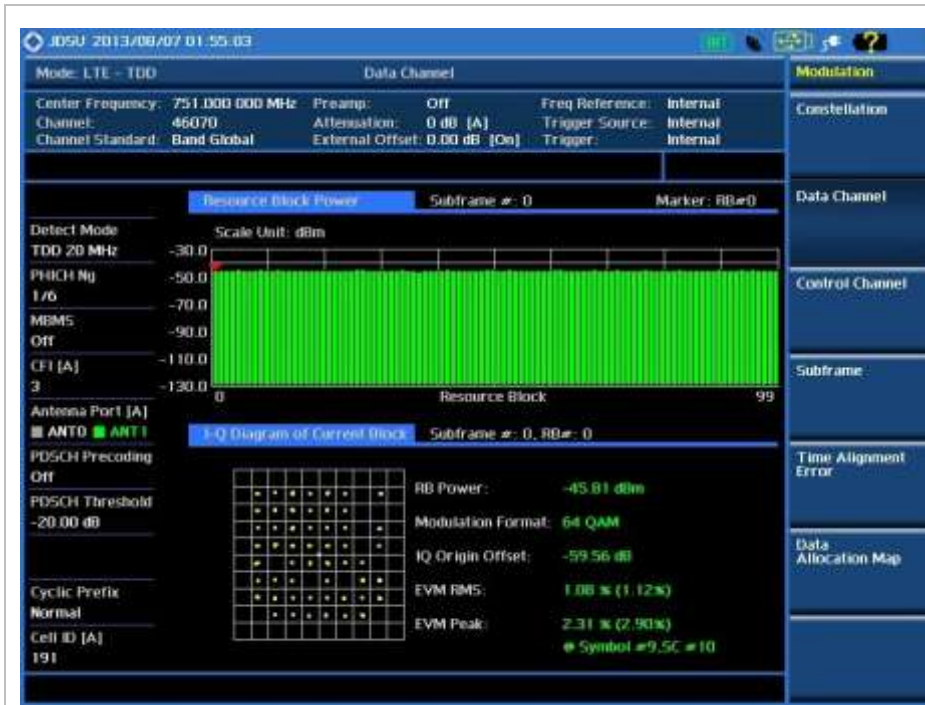 JDSU 2013/08/07 01:55:03
Mode: LTE - TDD
Data Channel
Modulation
Center Frequency: 751.000 000 MHz Preamp: Off Freq Reference: Internal
Channel: 46070 Attenuation: 0 dB [A] Trigger Source: Internal
Channel Standard: Band Global External Offset: 0.00 dB [On] Trigger: Internal
Constellation
Data Channel
Control Channel
Subframe
Time Alignment
Error
Data
Allocation Map
Resource Block Power Subframe #: 0 Marker: RB#0
Detect Mode
TDD 20 MHz
PHICH Ng
1/6
MBMS
Off
CFI [A]
3
Antenna Port [A]
ANT0 ANT1
PDSCH Precoding
Off
PDSCH Threshold
-20.00 dB
Cyclic Prefix
Normal
Cell ID [A]
191
Scale Unit: dBm
-30.0
-50.0
-70.0
-90.0
-110.0
-130.0
0 Resource Block 99
I-Q Diagram of Current Block Subframe #: 0, RB#: 0
RB Power: -45.81 dBm
Modulation Format: 64 QAM
IQ Origin Offset: -59.56 dB
EVM RMS: 1.08 % (1.12%)
EVM Peak: 2.31 % (2.90%)
@ Symbol #9,SC #10